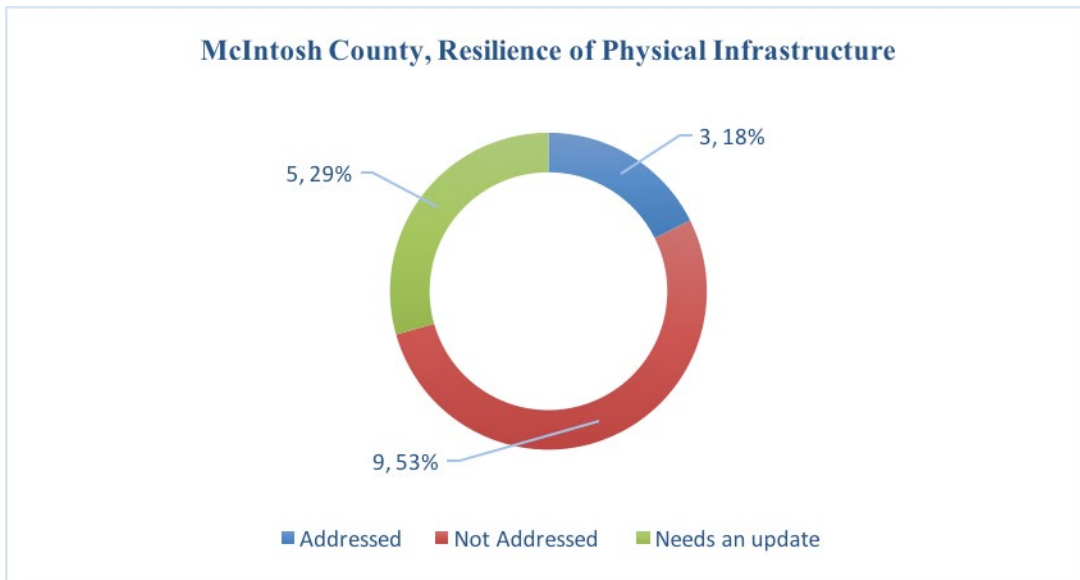 McIntosh County, Resilience of Physical Infrastructure
3, 18%
5, 29%
9, 53%
Addressed Not Addressed Needs an update